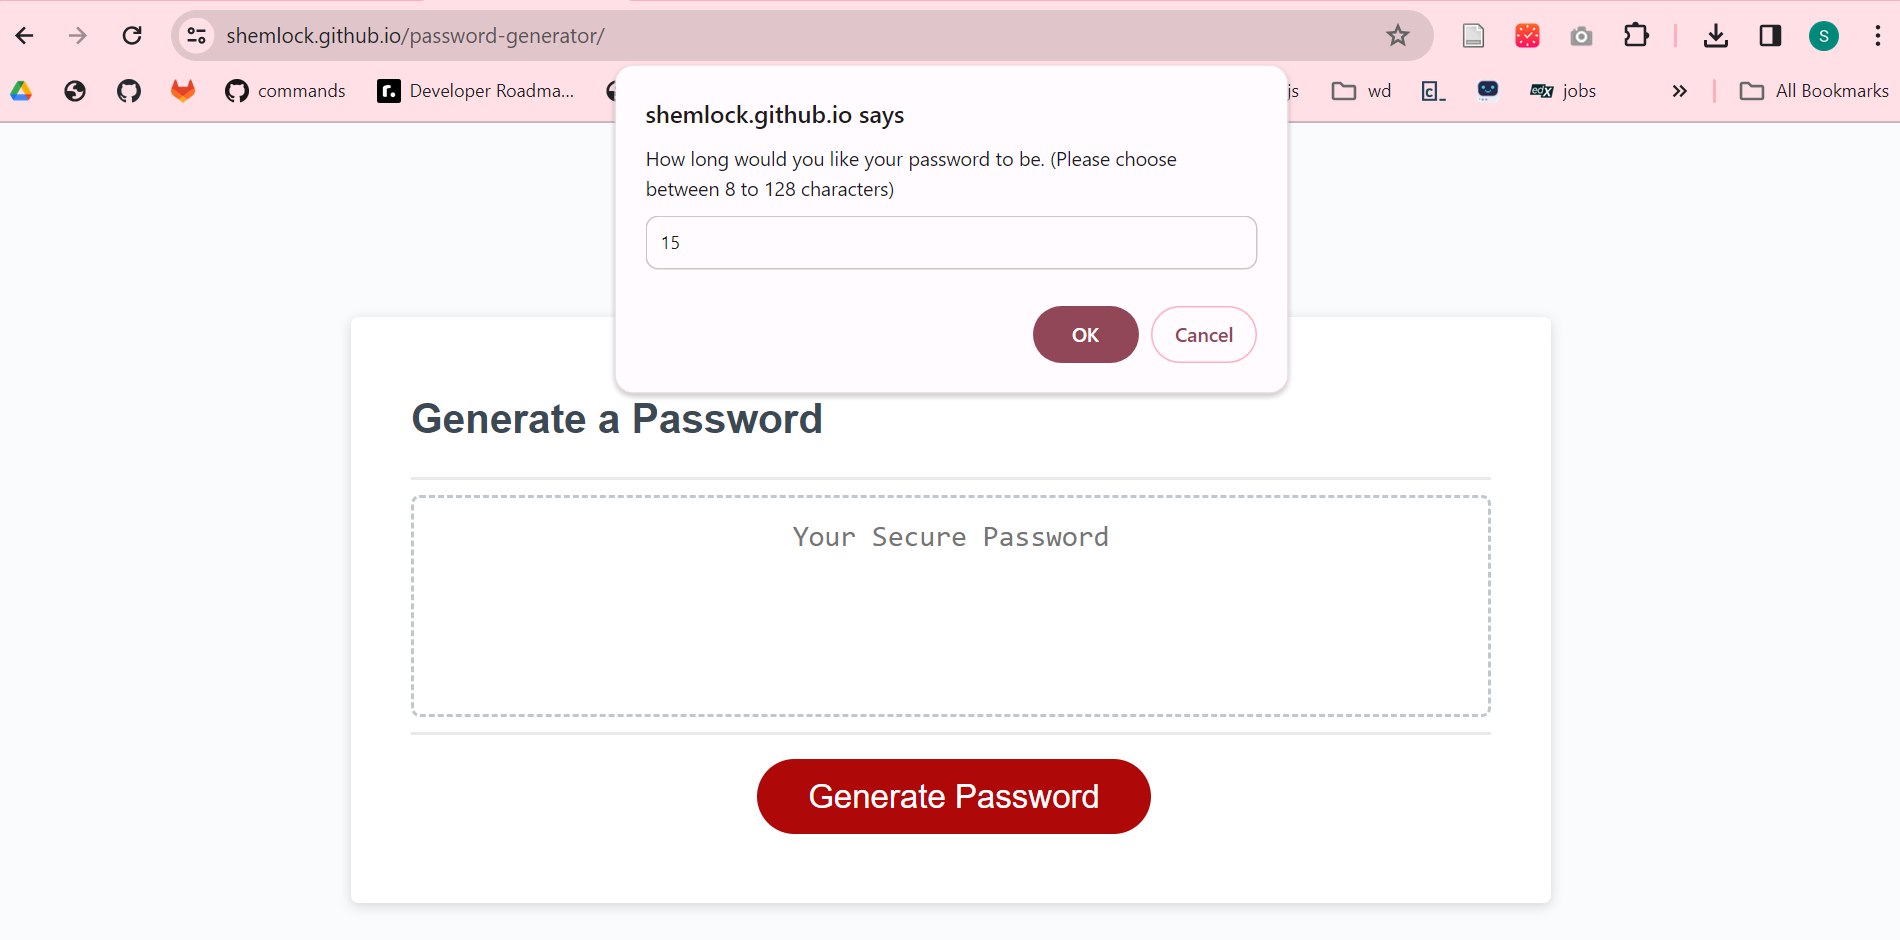 shemlock.github.io/password-generator/
S
commands
r.
Developer Roadma...
js
wd
c_
edX
jobs
All Bookmarks
shemlock.github.io says
How long would you like your password to be. (Please choose
between 8 to 128 characters)
15
OK
Cancel
Generate a Password
Your Secure Password
Generate Password